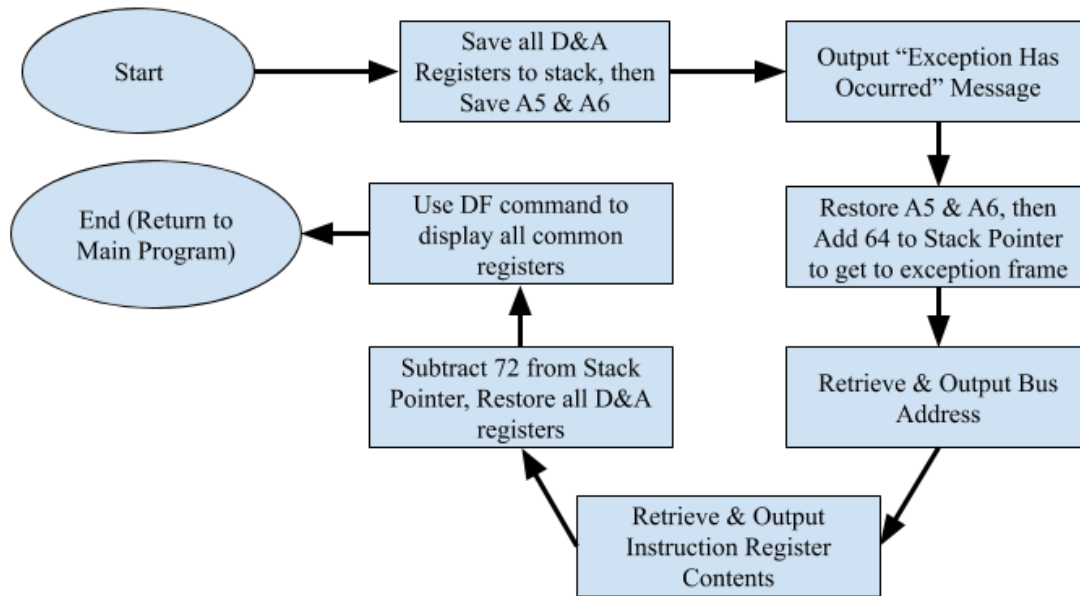 Start
Save all D&A
Registers to stack, then
Save A5 & A6
Output “Exception Has
Occurred” Message
Restore A5 & A6, then
Add 64 to Stack Pointer
to get to exception frame
Retrieve & Output Bus
Address
Retrieve & Output
Instruction Register
Contents
Subtract 72 from Stack
Pointer, Restore all D&A
registers
Use DF command to
display all common
registers
End (Return to
Main Program)